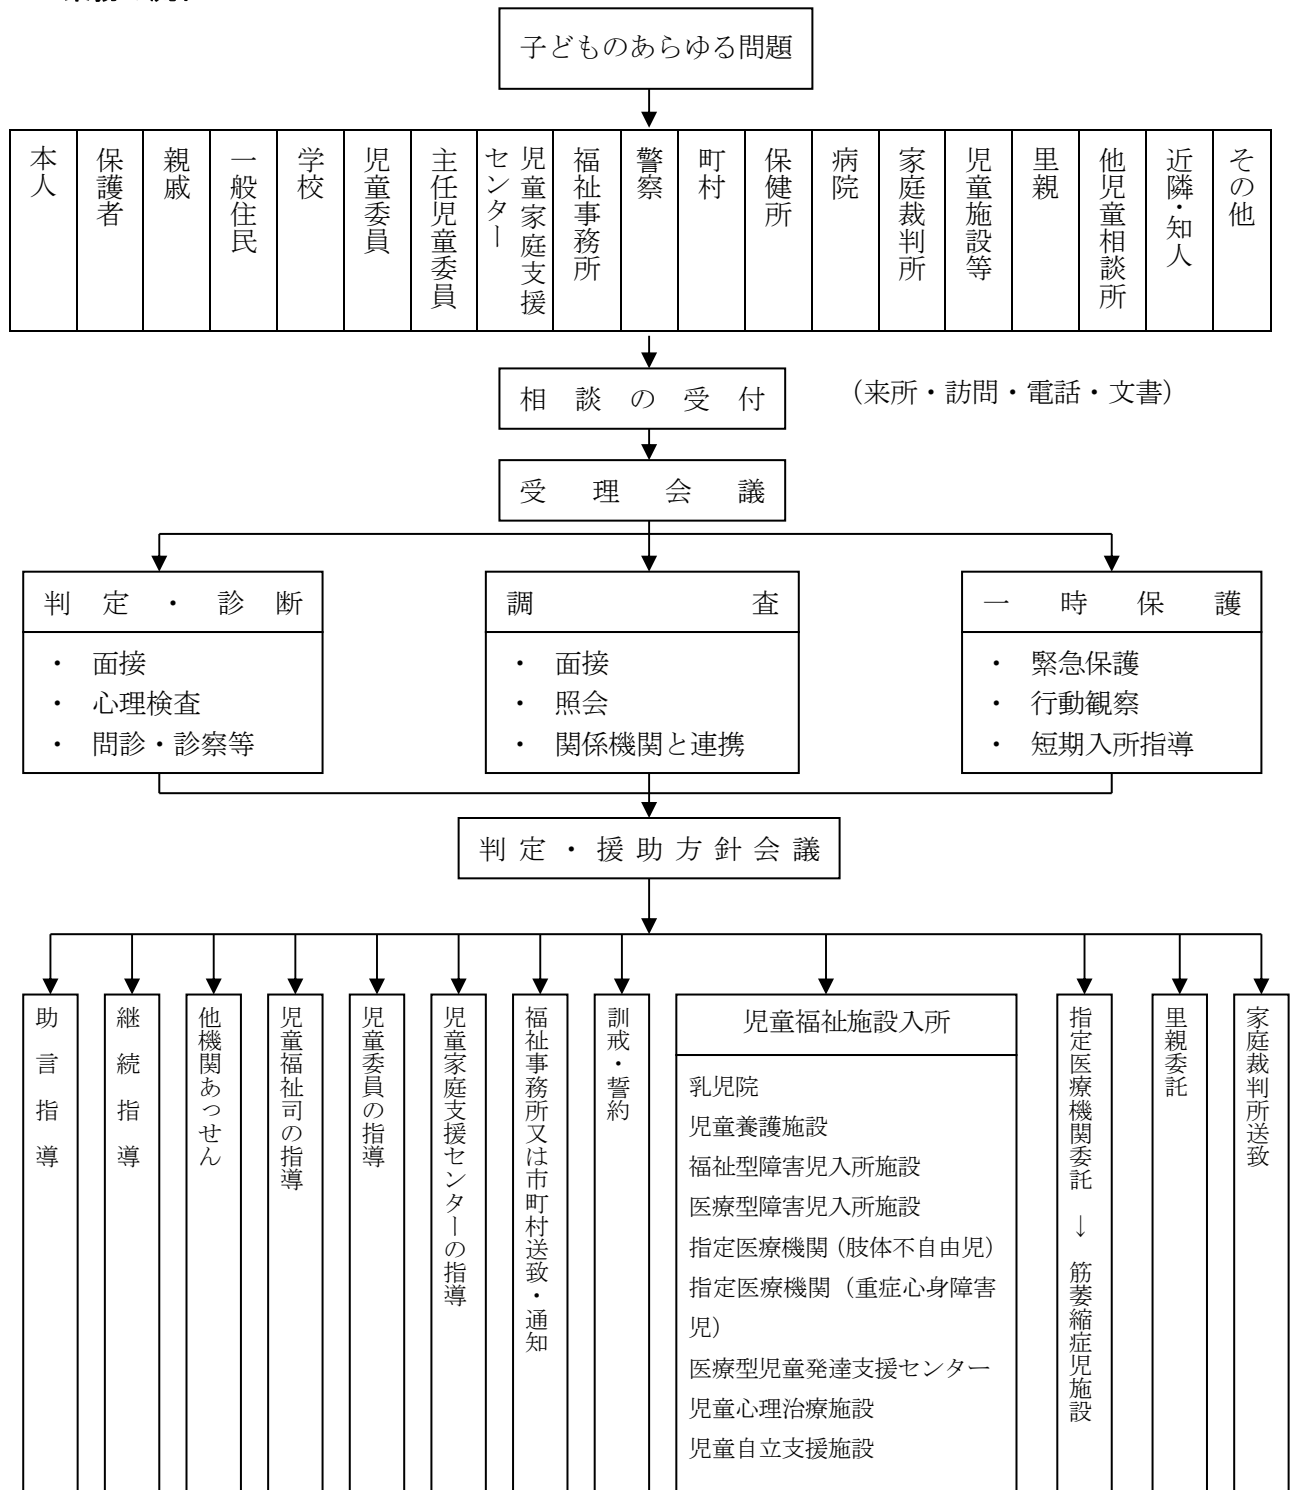 子どものあらゆる問題
本人
保護者
親戚
一般住民
学校
児童委員
主任児童委員
児童家庭支援
センター
福祉事務所
警察
町村
保健所
病院
家庭裁判所
児童施設等
里親
他児童相談所
近隣・知人
その他
相談の受付
（来所・訪問・電話・文書）
受理会議
判定・診断
・ 面接
・ 心理検査
・ 問診・診察等
調査
・ 面接
・ 照会
・ 関係機関と連携
一時保護
・ 緊急保護
・ 行動観察
・ 短期入所指導
判定・援助方針会議
助言指導
継続指導
他機関あっせん
児童福祉司の指導
児童委員の指導
児童家庭支援センターの指導
福祉事務所又は市町村送致・通知
訓戒・誓約
児童福祉施設入所
乳児院
児童養護施設
福祉型障害児入所施設
医療型障害児入所施設
指定医療機関（肢体不自由児）
指定医療機関（重症心身障害
児）
医療型児童発達支援センター
児童心理治療施設
児童自立支援施設
指定医療機関委託 → 筋萎縮症児施設
里親委託
家庭裁判所送致